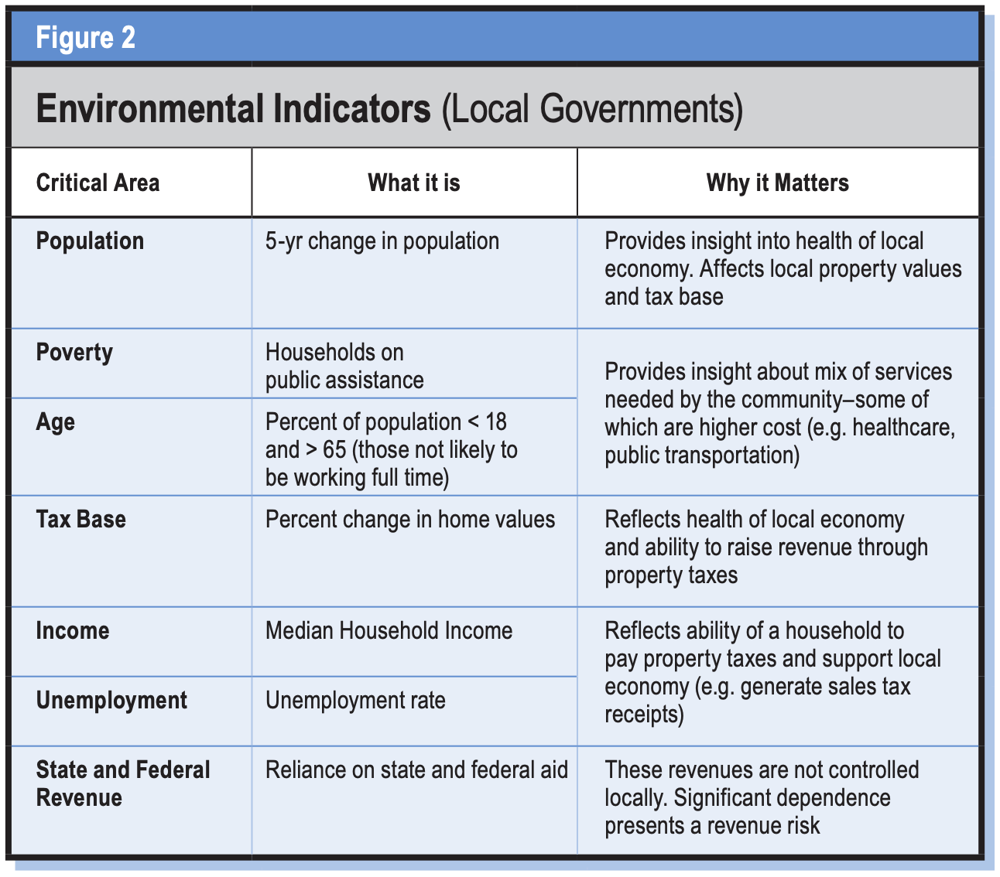 Figure 2
Environmental Indicators (Local Governments)
Critical Area
What it is
Why it Matters
Population
5-yr change in population
Provides insight into health of local
economy. Affects local property values
and tax base
Poverty
Households on
public assistance
Provides insight about mix of services
needed by the community–some of
which are higher cost (e.g. healthcare,
public transportation)
Age
Percent of population < 18
and > 65 (those not likely to
be working full time)
Tax Base
Percent change in home values
Reflects health of local economy
and ability to raise revenue through
property taxes
Income
Median Household Income
Reflects ability of a household to
pay property taxes and support local
economy (e.g. generate sales tax
receipts)
Unemployment
Unemployment rate
State and Federal
Revenue
Reliance on state and federal aid
These revenues are not controlled
locally. Significant dependence
presents a revenue risk